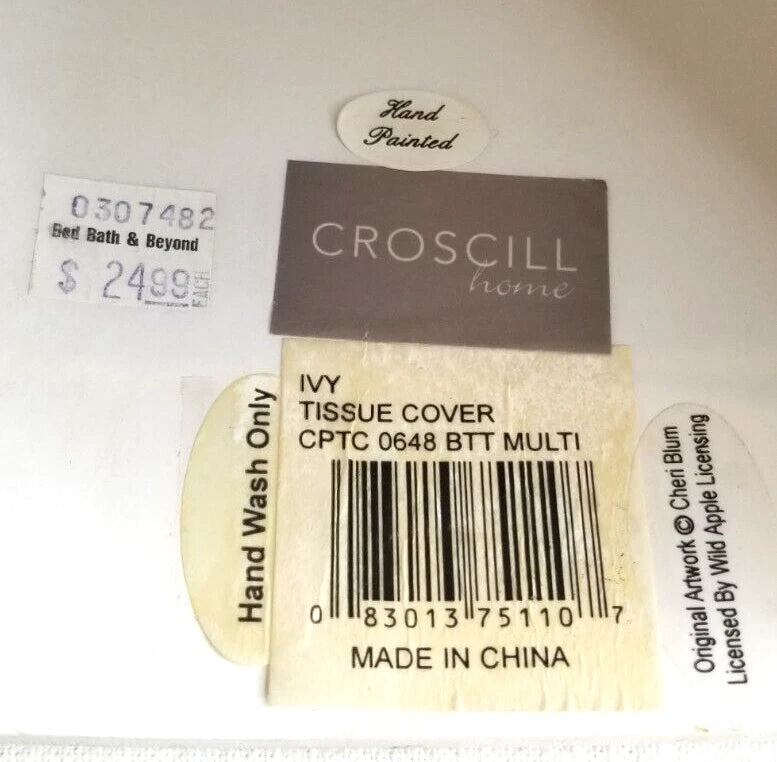 Hand
Painted
0307482
Bed Bath & Beyond
$ 24.99 EACH
CROSCILL
home
IVY
TISSUE COVER
CPTC 0648 BTT MULTI
0 83013 75110 7
MADE IN CHINA
Hand Wash Only
Original Artwork © Cheri Blum
Licensed By Wild Apple Licensing